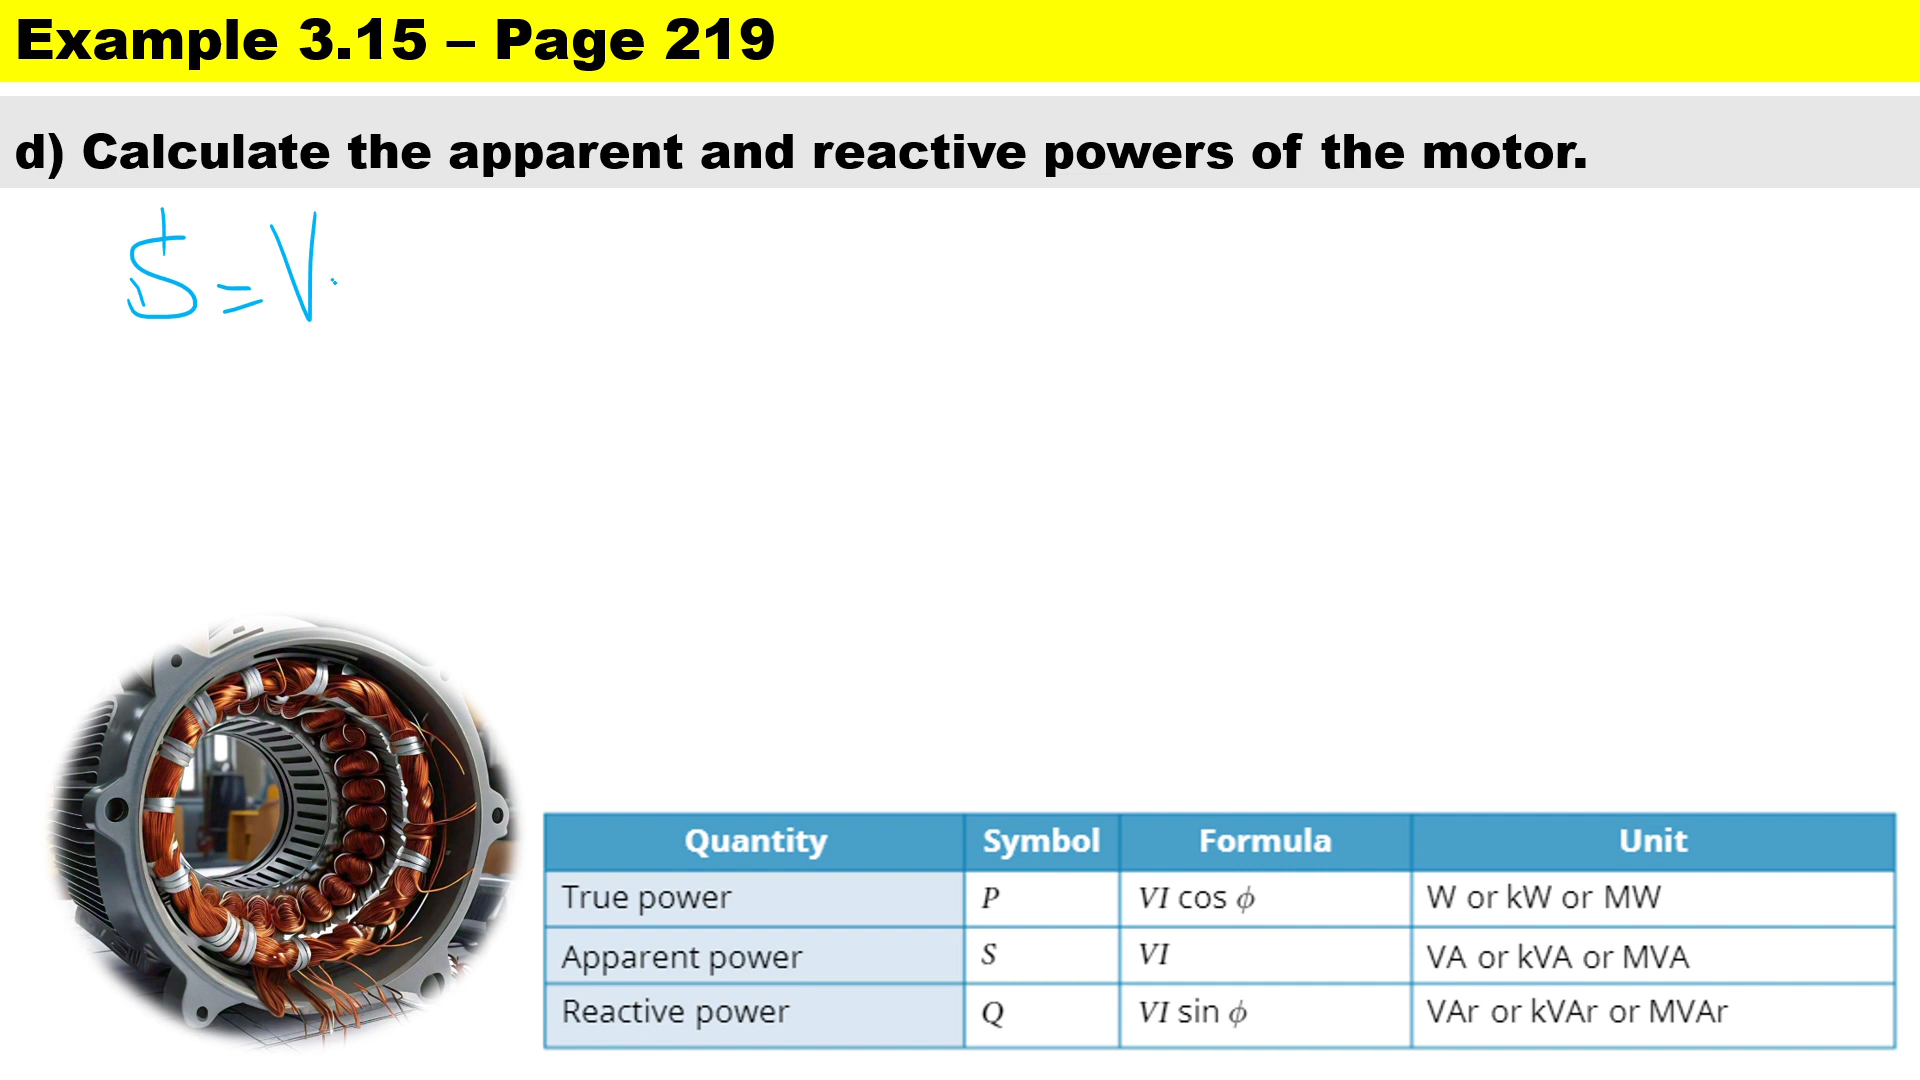 Example 3.15 – Page 219
d) Calculate the apparent and reactive powers of the motor.
S = V
Quantity Symbol Formula Unit
True power P VI cos ϕ W or kW or MW
Apparent power S VI VA or kVA or MVA
Reactive power Q VI sin ϕ VAr or kVAr or MVAr